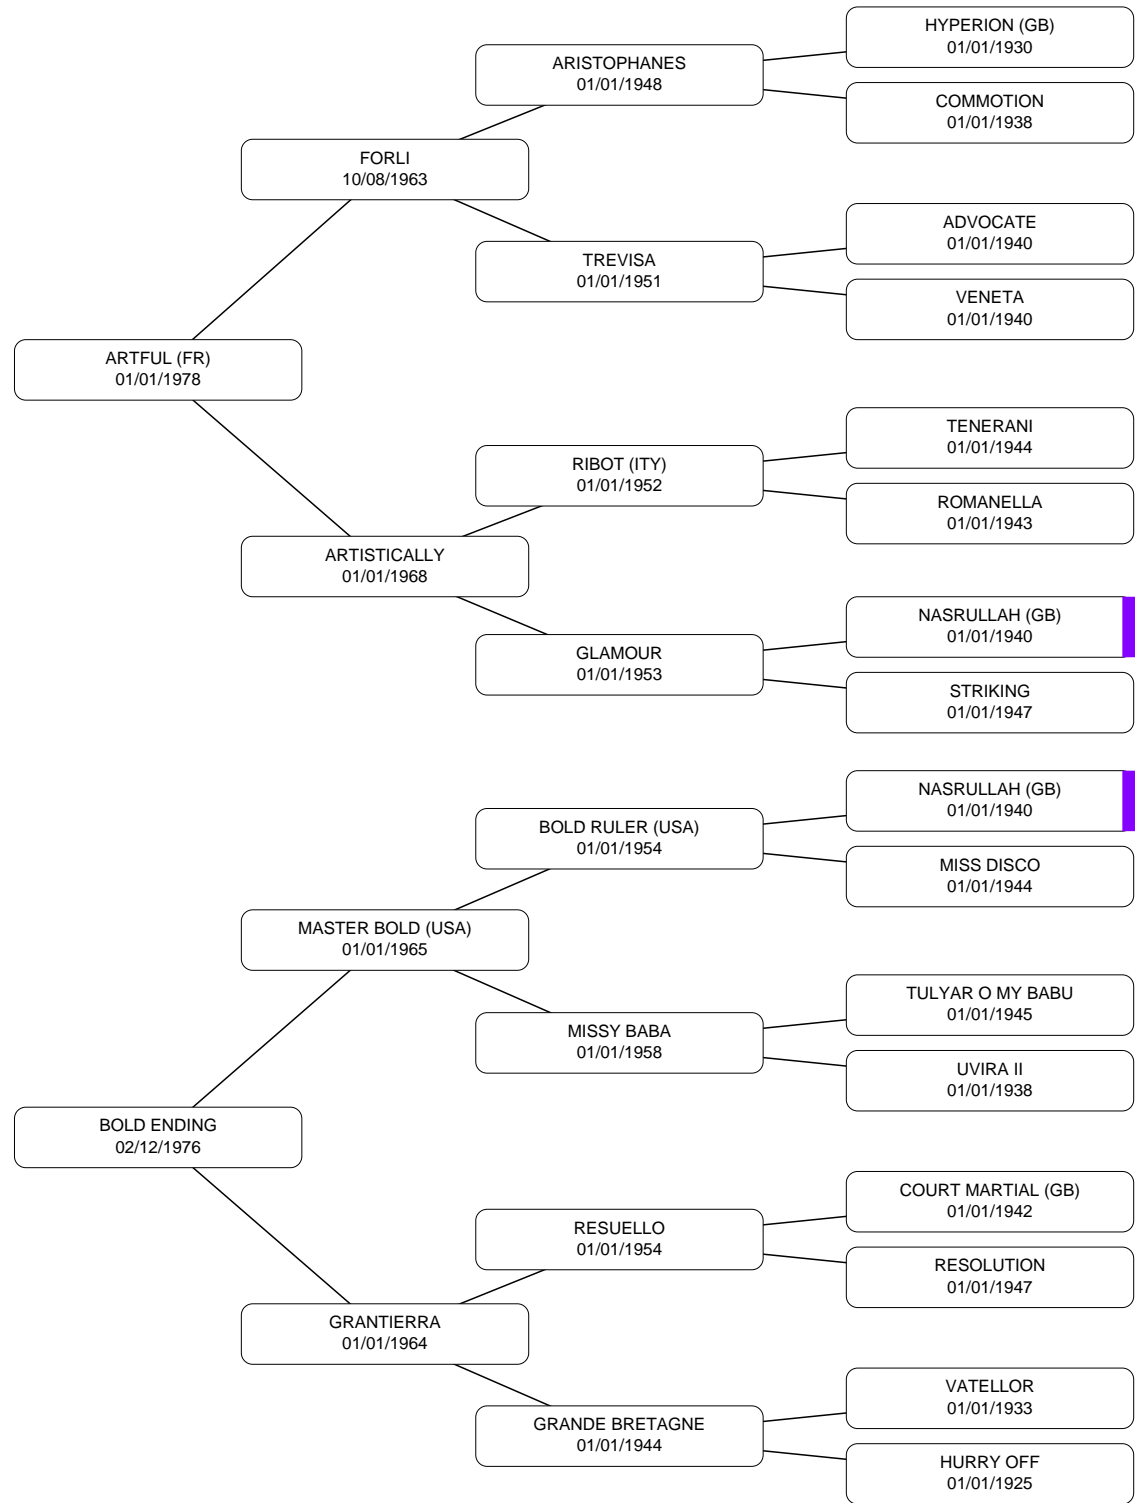 HYPERION (GB)
01/01/1930
ARISTOPHANES
01/01/1948
COMMOTION
01/01/1938
FORLI
10/08/1963
ADVOCATE
01/01/1940
TREVISA
01/01/1951
VENETA
01/01/1940
ARTFUL (FR)
01/01/1978
TENERANI
01/01/1944
RIBOT (ITY)
01/01/1952
ROMANELLA
01/01/1943
ARTISTICALLY
01/01/1968
NASRULLAH (GB)
01/01/1940
GLAMOUR
01/01/1953
STRIKING
01/01/1947
NASRULLAH (GB)
01/01/1940
BOLD RULER (USA)
01/01/1954
MISS DISCO
01/01/1944
MASTER BOLD (USA)
01/01/1965
TULYAR O MY BABU
01/01/1945
MISSY BABA
01/01/1958
UVIRA II
01/01/1938
BOLD ENDING
02/12/1976
COURT MARTIAL (GB)
01/01/1942
RESUELLO
01/01/1954
RESOLUTION
01/01/1947
GRANTIERRA
01/01/1964
VATELLOR
01/01/1933
GRANDE BRETAGNE
01/01/1944
HURRY OFF
01/01/1925